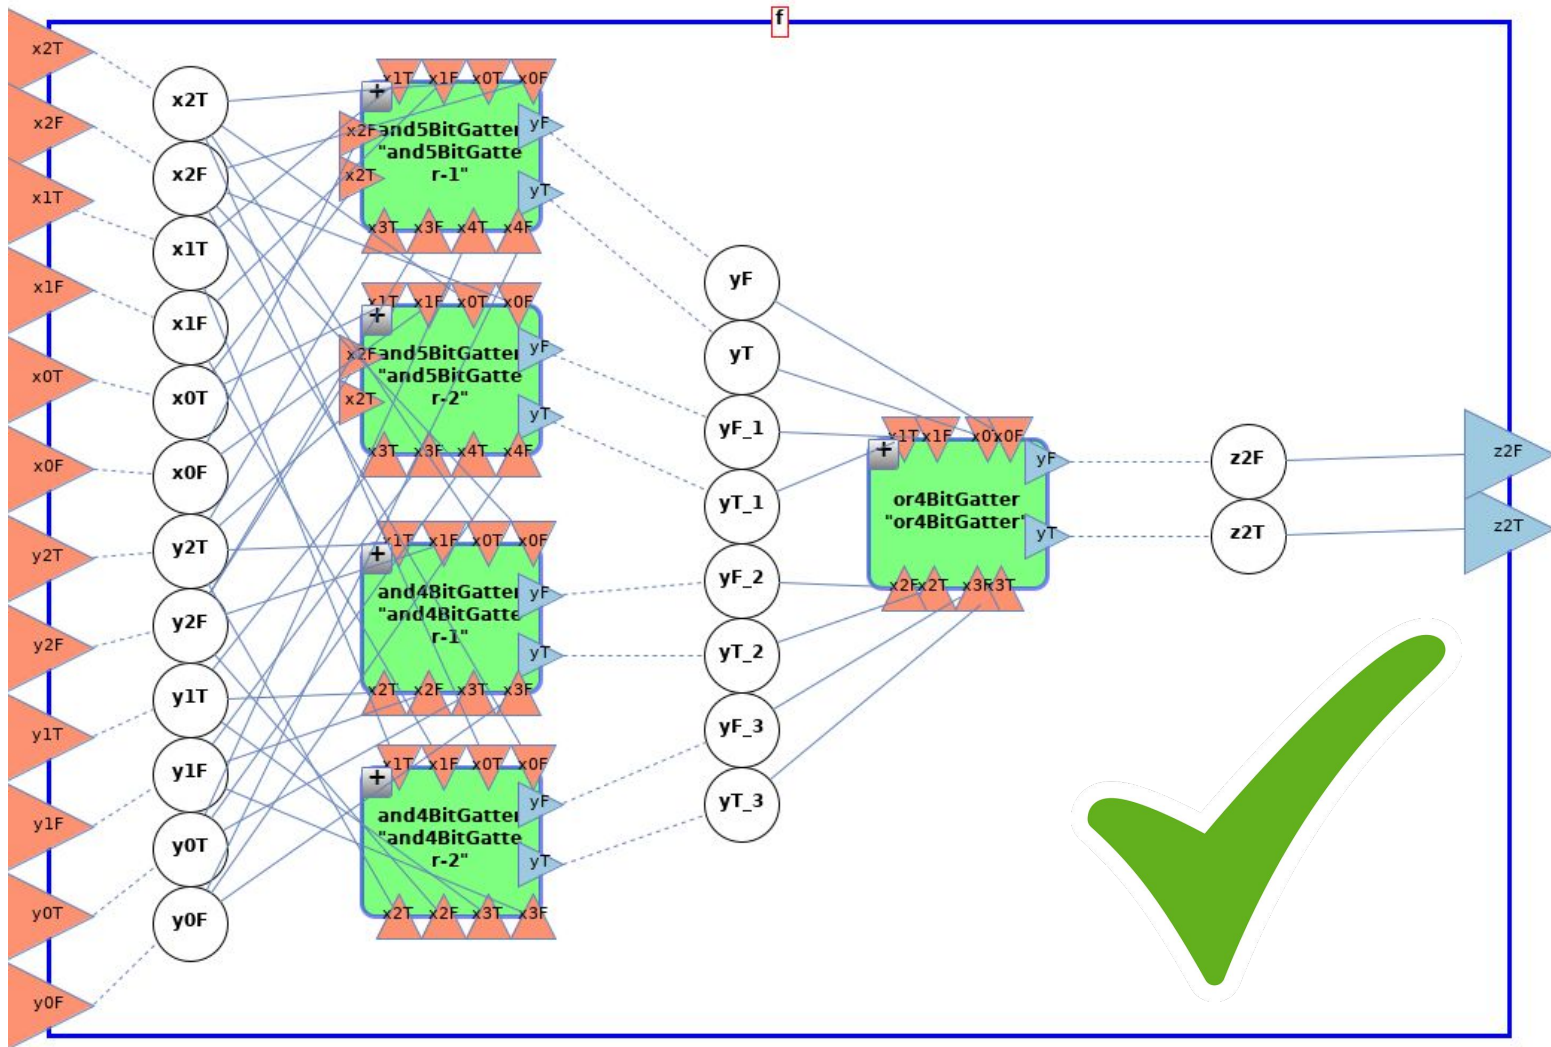 f
x2T
x2F
x1T
x1F
x0T
x0F
y2T
y2F
y1T
y1F
y0T
y0F
x2T
x2F
x1T
x1F
x0T
x0F
y2T
y2F
y1T
y1F
y0T
y0F
x1T x1F x0T x0F
+
x2F
x2T
and5BitGatter
"and5BitGatte
r-1"
yF
yT
x3T x3F x4T x4F
x1T x1F x0T x0F
+
x2F
x2T
and5BitGatter
"and5BitGatte
r-2"
yF
yT
x3T x3F x4T x4F
x1T x1F x0T x0F
+
and4BitGatter
"and4BitGatte
r-1"
yF
yT
x2T x2F x3T x3F
x1T x1F x0T x0F
+
and4BitGatter
"and4BitGatte
r-2"
yF
yT
x2T x2F x3T x3F
yF
yT
yF_1
yT_1
yF_2
yT_2
yF_3
yT_3
x1T x1F x0F
+
or4BitGatter
"or4BitGatter"
yF
yT
x2F x2T
z2F
z2T
z2F
z2T